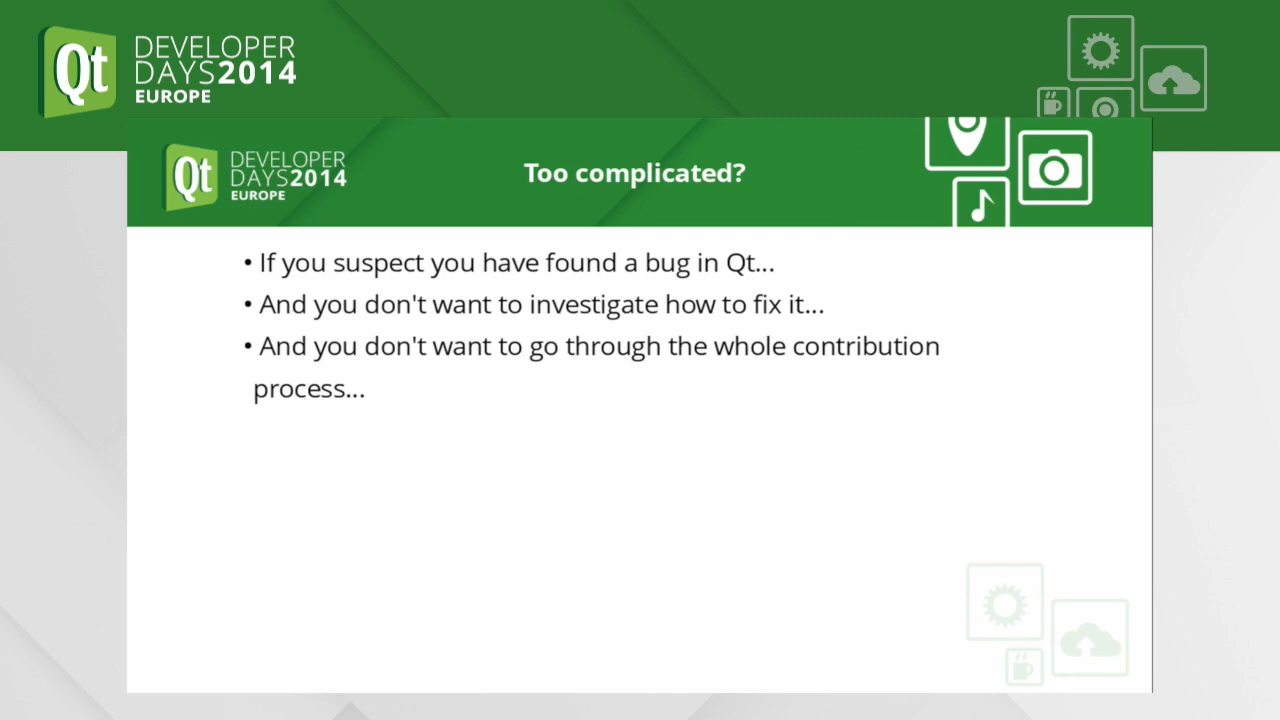 Qt
DEVELOPER
DAYS2014
EUROPE
Qt
DEVELOPER
DAYS2014
EUROPE
Too complicated?
• If you suspect you have found a bug in Qt...
• And you don't want to investigate how to fix it...
• And you don't want to go through the whole contribution
process...